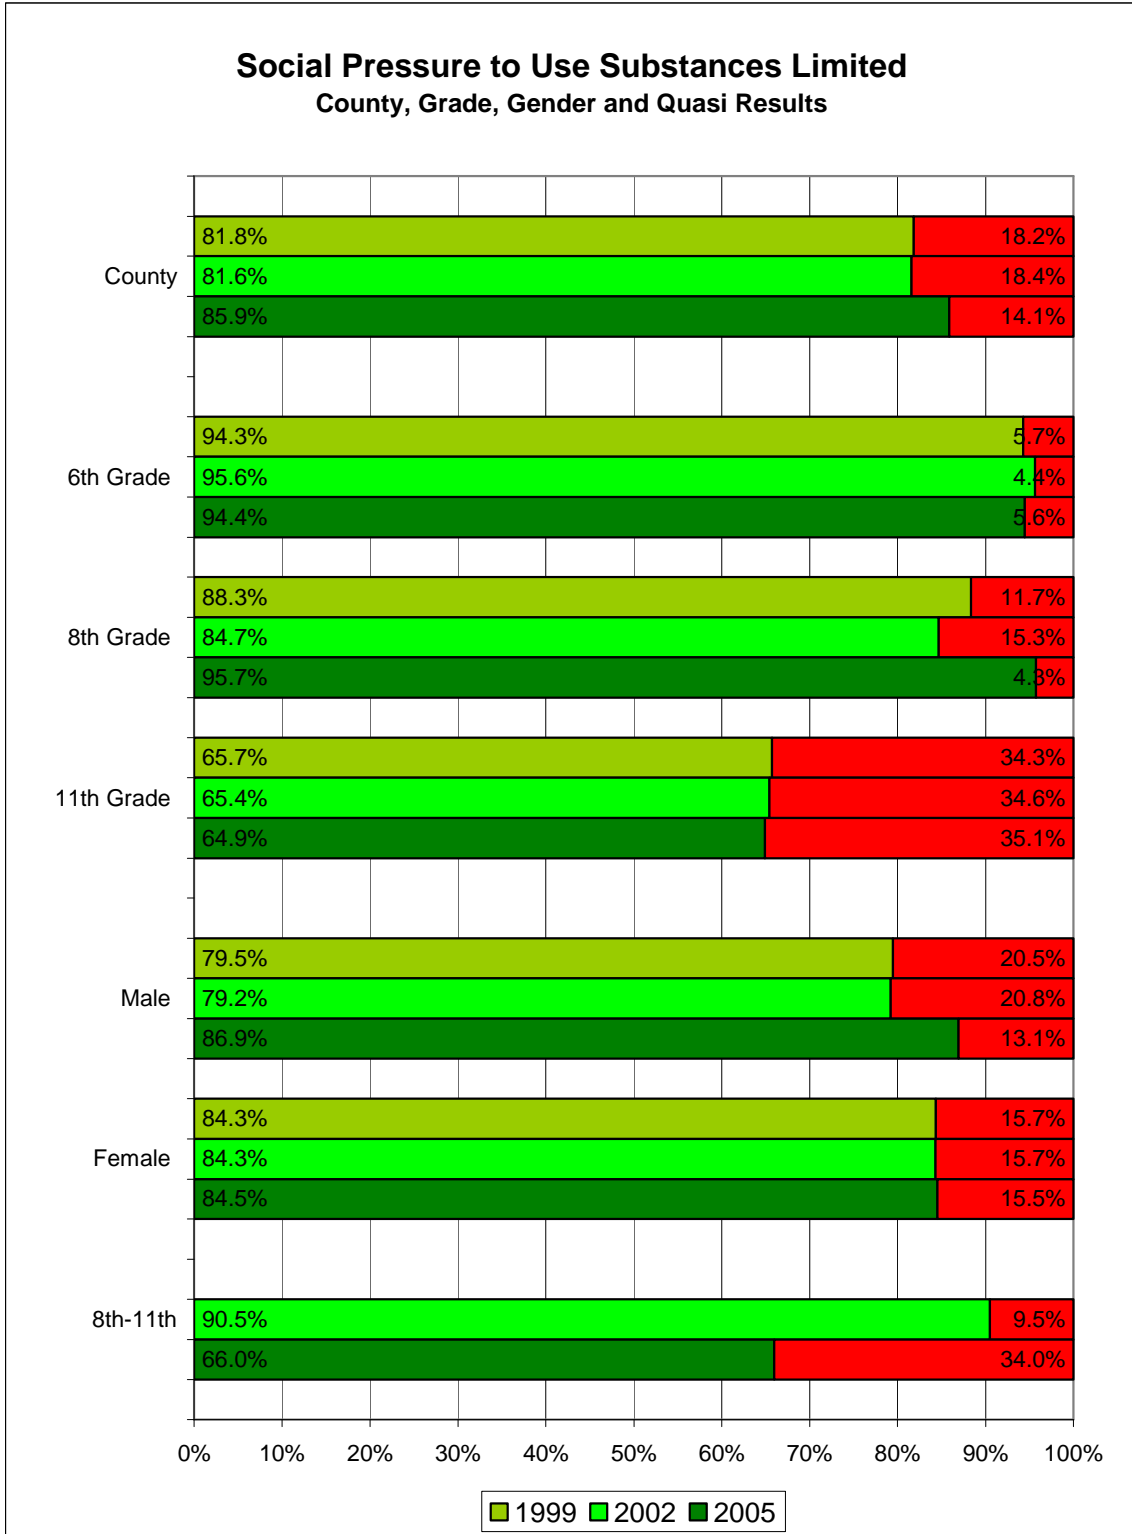 Social Pressure to Use Substances Limited
County, Grade, Gender and Quasi Results
81.8% 18.2%
County 81.6% 18.4%
85.9% 14.1%
94.3% 5.7%
6th Grade 95.6% 4.4%
94.4% 5.6%
88.3% 11.7%
8th Grade 84.7% 15.3%
95.7% 4.3%
65.7% 34.3%
11th Grade 65.4% 34.6%
64.9% 35.1%
79.5% 20.5%
Male 79.2% 20.8%
86.9% 13.1%
84.3% 15.7%
Female 84.3% 15.7%
84.5% 15.5%
8th-11th 90.5% 9.5%
66.0% 34.0%
0% 10% 20% 30% 40% 50% 60% 70% 80% 90% 100%
1999 2002 2005